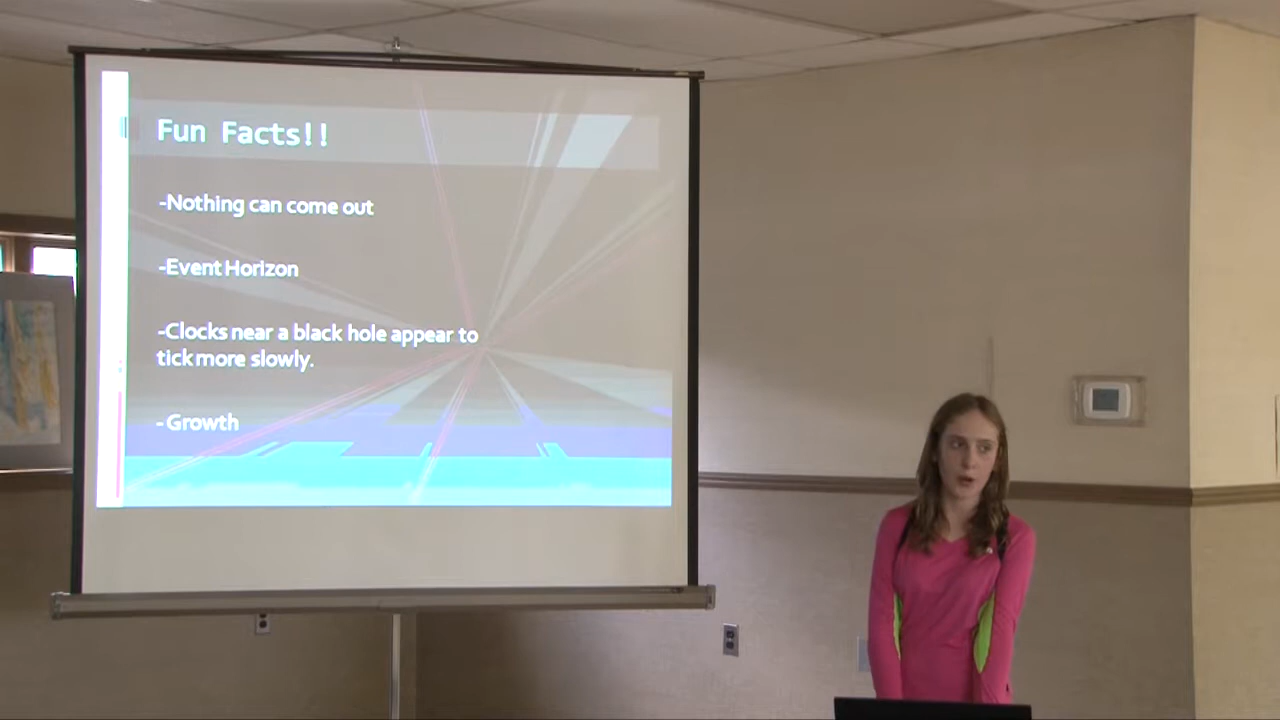 Fun Facts!!
-Nothing can come out
-Event Horizon
-Clocks near a black hole appear to
tick more slowly.
- Growth